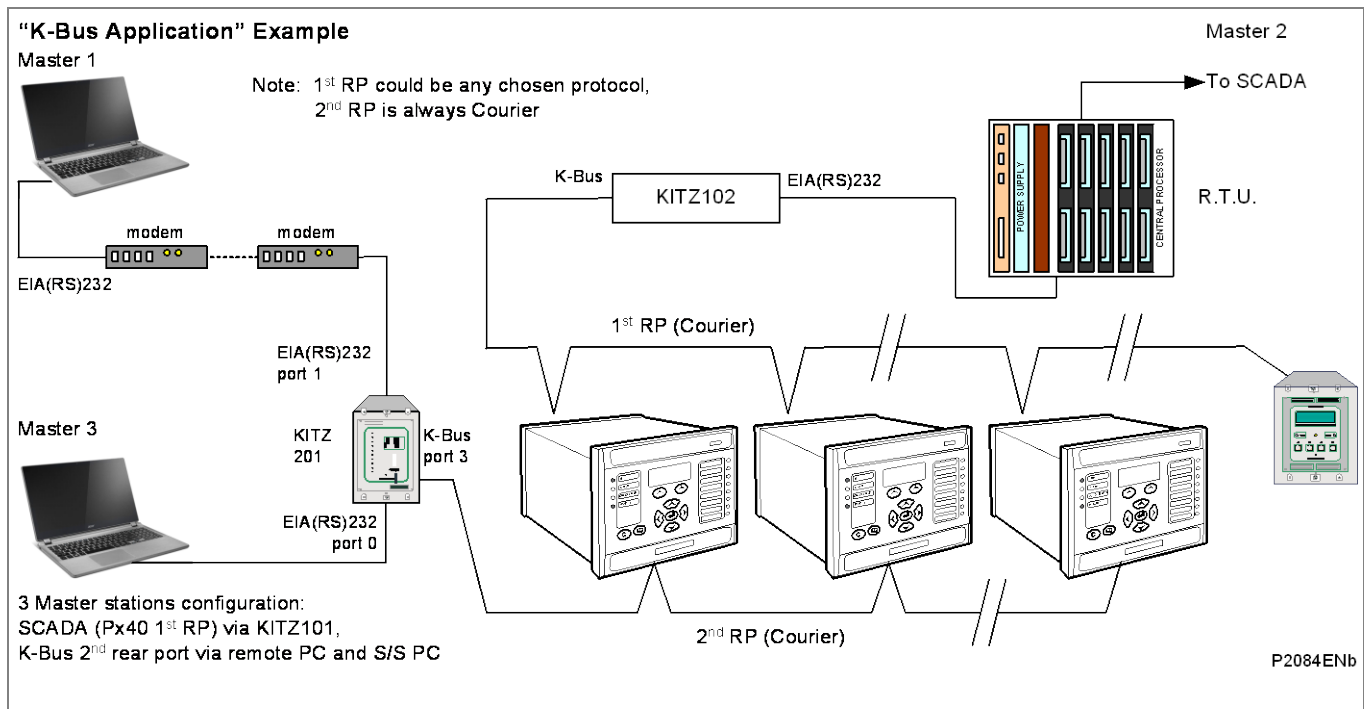 “K-Bus Application” Example
Master 1
Master 2
Note: 1st RP could be any chosen protocol,
2nd RP is always Courier
To SCADA
K-Bus
KITZ102
EIA(RS)232
POWER SUPPLY
CENTRAL PROCESSOR
R.T.U.
modem
modem
EIA(RS)232
1st RP (Courier)
EIA(RS)232
port 1
Master 3
KITZ
201
K-Bus
port 3
EIA(RS)232
port 0
3 Master stations configuration:
SCADA (Px40 1st RP) via KITZ101,
K-Bus 2nd rear port via remote PC and S/S PC
2nd RP (Courier)
P2084ENb